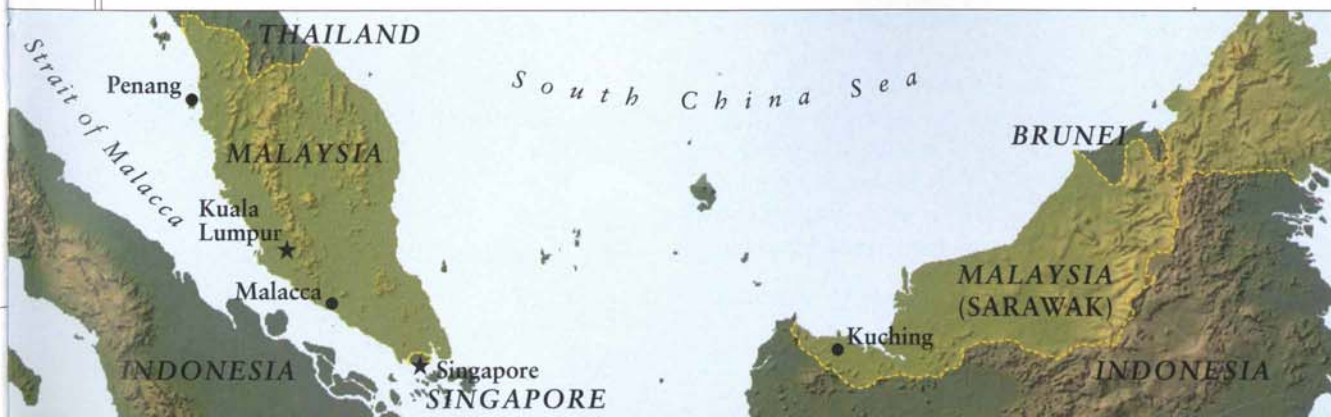 THAILAND
Strait of Malacca
Penang
South China Sea
BRUNEI
MALAYSIA
Kuala
Lumpur
Malacca
MALAYSIA
(SARAWAK)
Kuching
INDONESIA
Singapore
SINGAPORE
INDONESIA